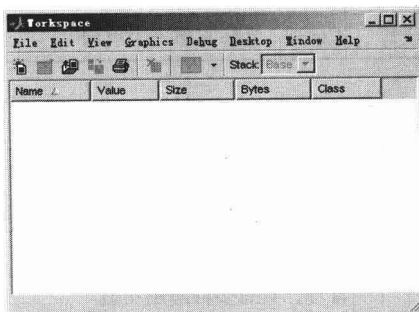 Workspace
File Edit View Graphics Debug Desktop Window Help
Stack: Base
Name Value Size Bytes Class